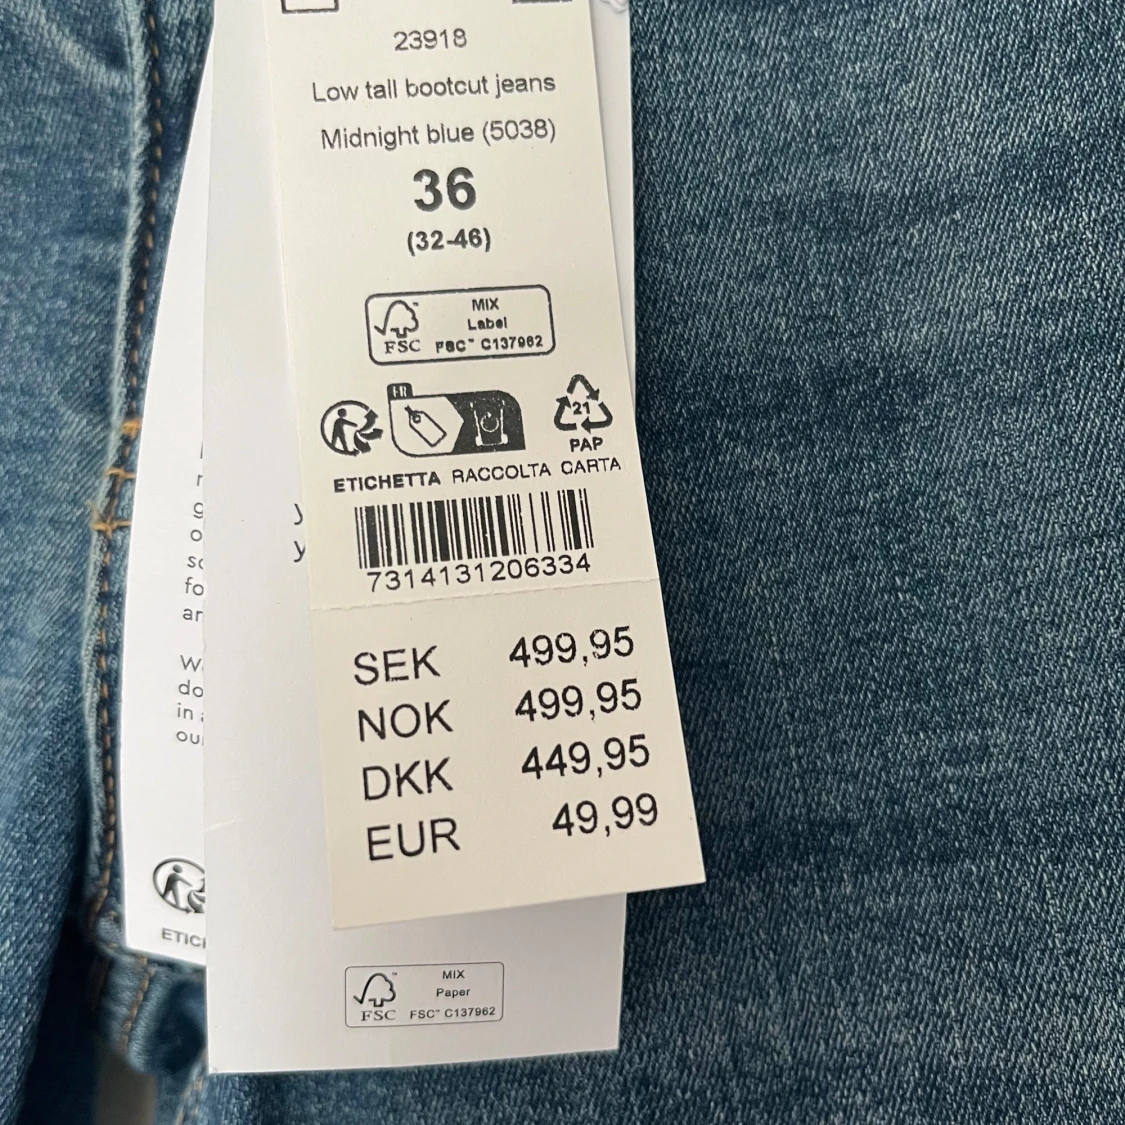 23918
Low tall bootcut jeans
Midnight blue (5038)
36
(32-46)
FSC
MIX
Label
FSC™ C137962
FR
21
PAP
ETICHETTA RACCOLTA CARTA
7314131206334
SEK 499,95
NOK 499,95
DKK 449,95
EUR 49,99
FSC
MIX
Paper
FSC™ C137962